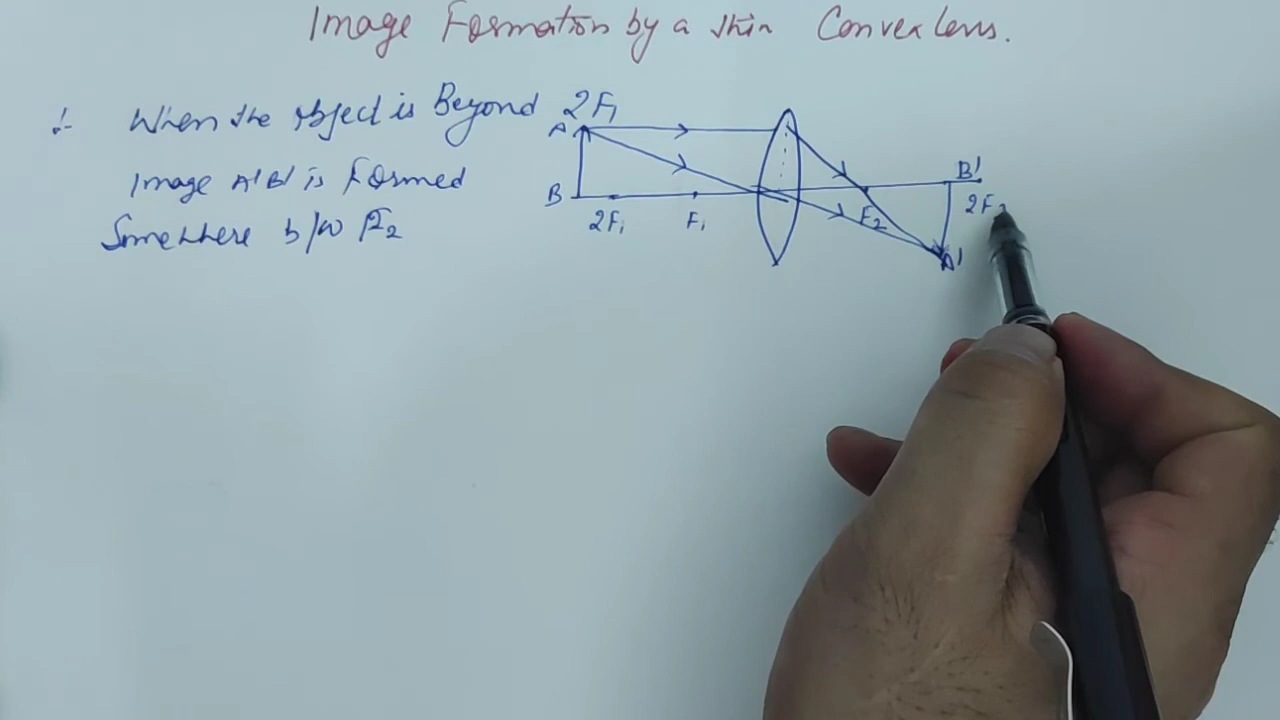 Image Formation by a thin Convex lens.
:- When the object is Beyond 2F₁
Image A'B' is Formed
Somewhere b/w F₂
A
B
2F₁
F₁
F₂
B'
2F₂
A'